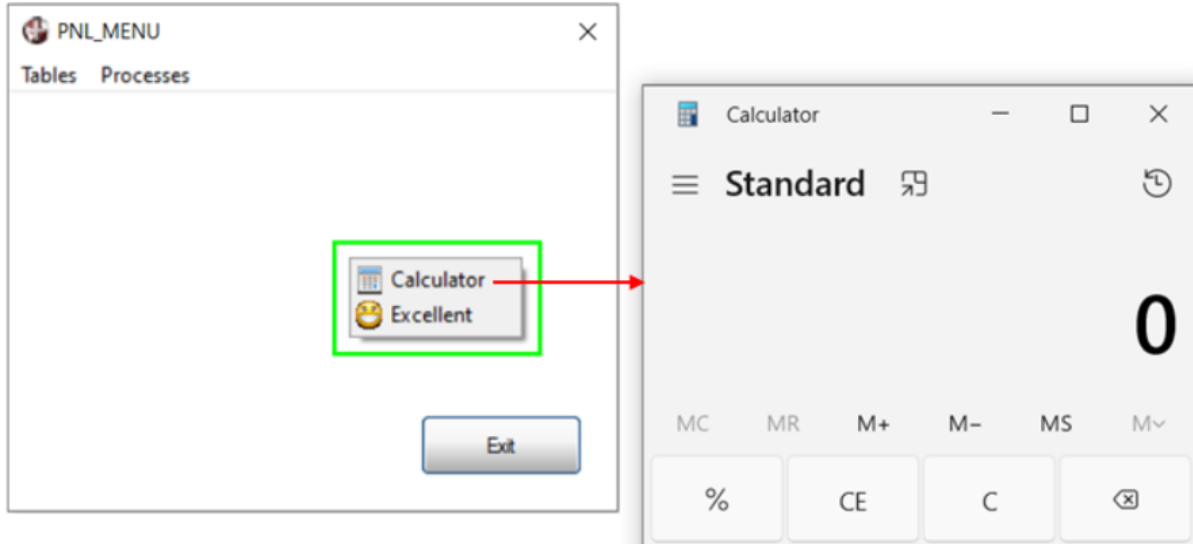 PNL_MENU
Tables Processes
Calculator
Excellent
Exit
Calculator
Standard
0
MC MR M+ M− MS M
% CE C